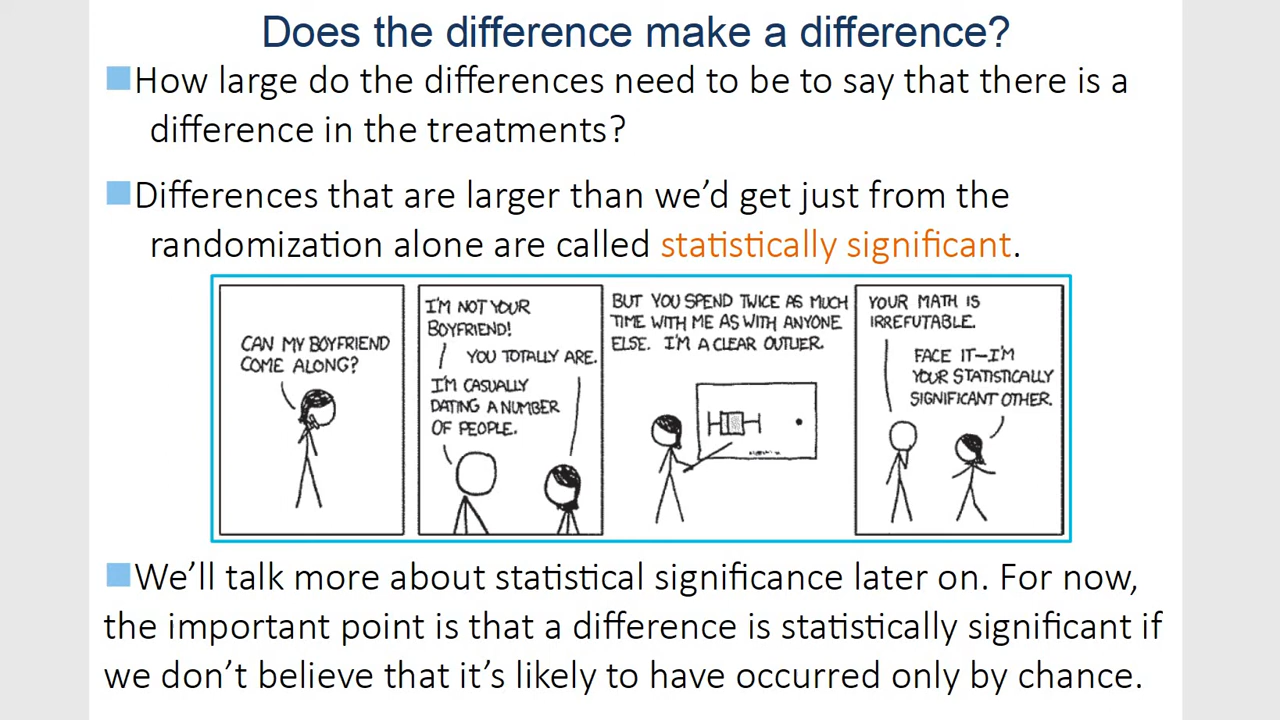 Does the difference make a difference?
How large do the differences need to be to say that there is a
difference in the treatments?
Differences that are larger than we’d get just from the
randomization alone are called statistically significant.
CAN MY BOYFRIEND
COME ALONG?
I'M NOT YOUR
BOYFRIEND!
YOU TOTALLY ARE.
I'M CASUALLY
DATING A NUMBER
OF PEOPLE.
BUT YOU SPEND TWICE AS MUCH
TIME WITH ME AS WITH ANYONE
ELSE. I'M A CLEAR OUTLIER.
YOUR MATH IS
IRREFUTABLE.
FACE IT—I'M
YOUR STATISTICALLY
SIGNIFICANT OTHER.
We’ll talk more about statistical significance later on. For now,
the important point is that a difference is statistically significant if
we don’t believe that it’s likely to have occurred only by chance.